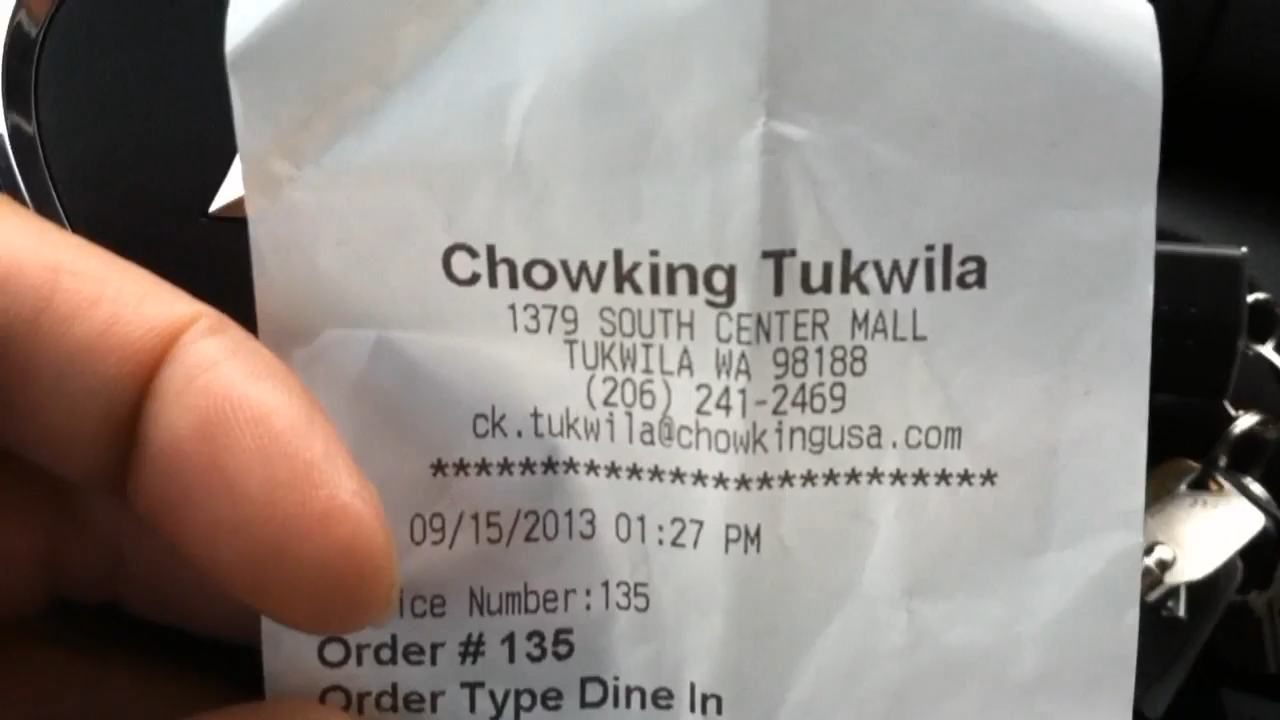 Chowking Tukwila
1379 SOUTH CENTER MALL
TUKWILA WA 98188
(206) 241-2469
ck.tukwila@chowkingusa.com
**************************
09/15/2013 01:27 PM
ice Number:135
Order # 135
Order Type Dine In